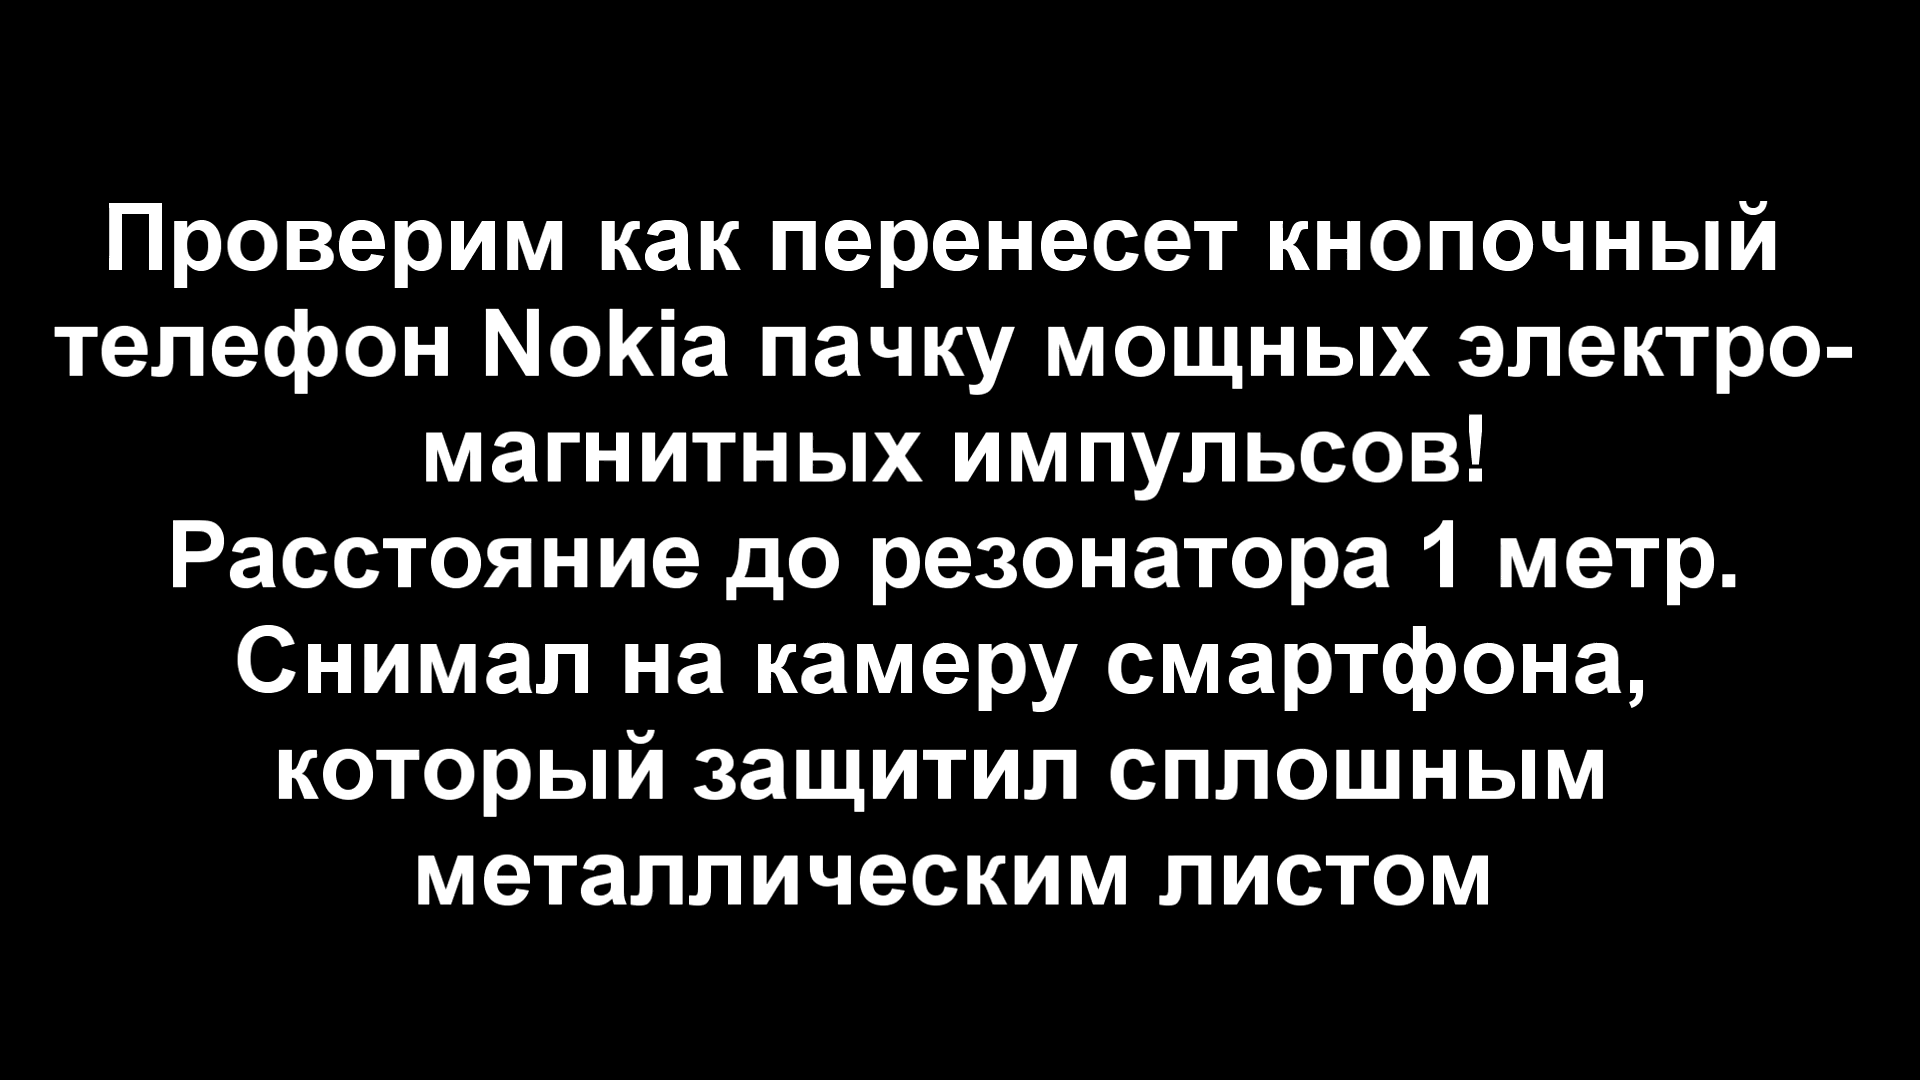 Проверим как перенесет кнопочный
телефон Nokia пачку мощных электро-
магнитных импульсов!
Расстояние до резонатора 1 метр.
Снимал на камеру смартфона,
который защитил сплошным
металлическим листом